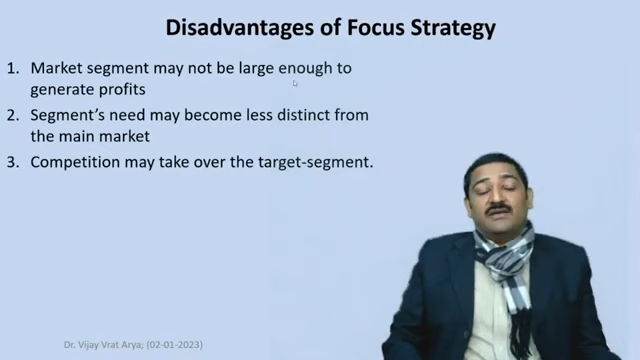 Disadvantages of Focus Strategy
1. Market segment may not be large enough to
generate profits
2. Segment's need may become less distinct from
the main market
3. Competition may take over the target-segment.
Dr. Vijay Vrat Arya; (02-01-2023)